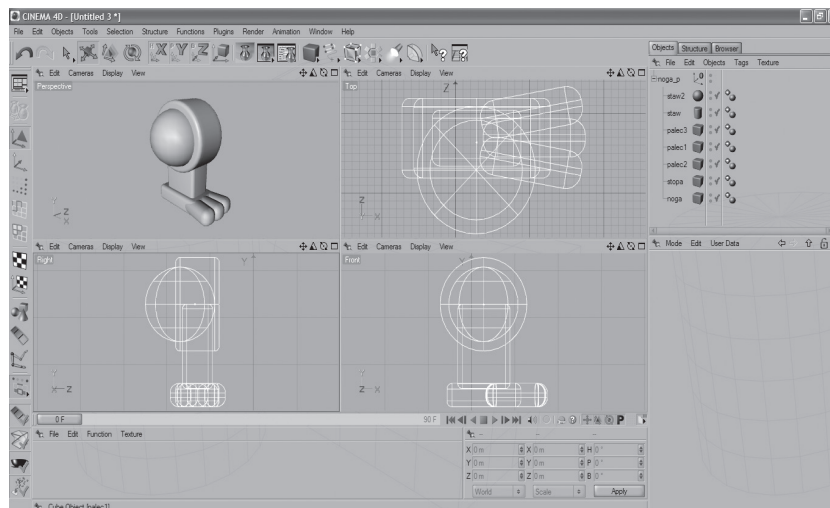 CINEMA 4D - [Untitled 3 *]
File Edit Objects Tools Selection Structure Functions Plugins Render Animation Window Help
Objects Structure Browser
File Edit Objects Tags Texture
noga_p
staw2
staw
palec3
palec1
palec2
stopa
noga
Edit Cameras Display View
Perspective
Y
Z
X
Edit Cameras Display View
Top
Z
Z
X
Edit Cameras Display View
Right
Y
Y
Z
Edit Cameras Display View
Front
Y
Y
Z X
Mode Edit User Data
0 F
90 F
P
File Edit Function Texture
X 0 m X 0 m H 0 °
Y 0 m Y 0 m P 0 °
Z 0 m Z 0 m B 0 °
World Scale Apply
Cube Object [palec1]